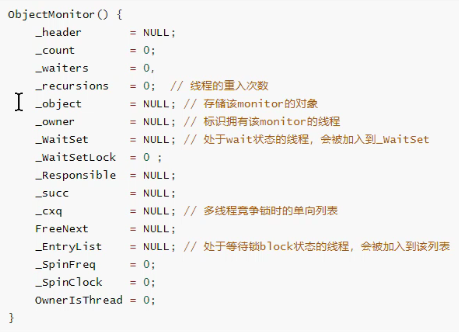 ObjectMonitor() {
_header = NULL;
_count = 0;
_waiters = 0,
_recursions = 0; // 线程的重入次数
_object = NULL; // 存储该monitor的对象
_owner = NULL; // 标识拥有该monitor的线程
_WaitSet = NULL; // 处于wait状态的线程，会被加入到_WaitSet
_WaitSetLock = 0 ;
_Responsible = NULL;
_succ = NULL;
_cxq = NULL; // 多线程竞争锁时的单向列表
FreeNext = NULL;
_EntryList = NULL; // 处于等待锁block状态的线程，会被加入到该列表
_SpinFreq = 0;
_SpinClock = 0;
OwnerIsThread = 0;
}